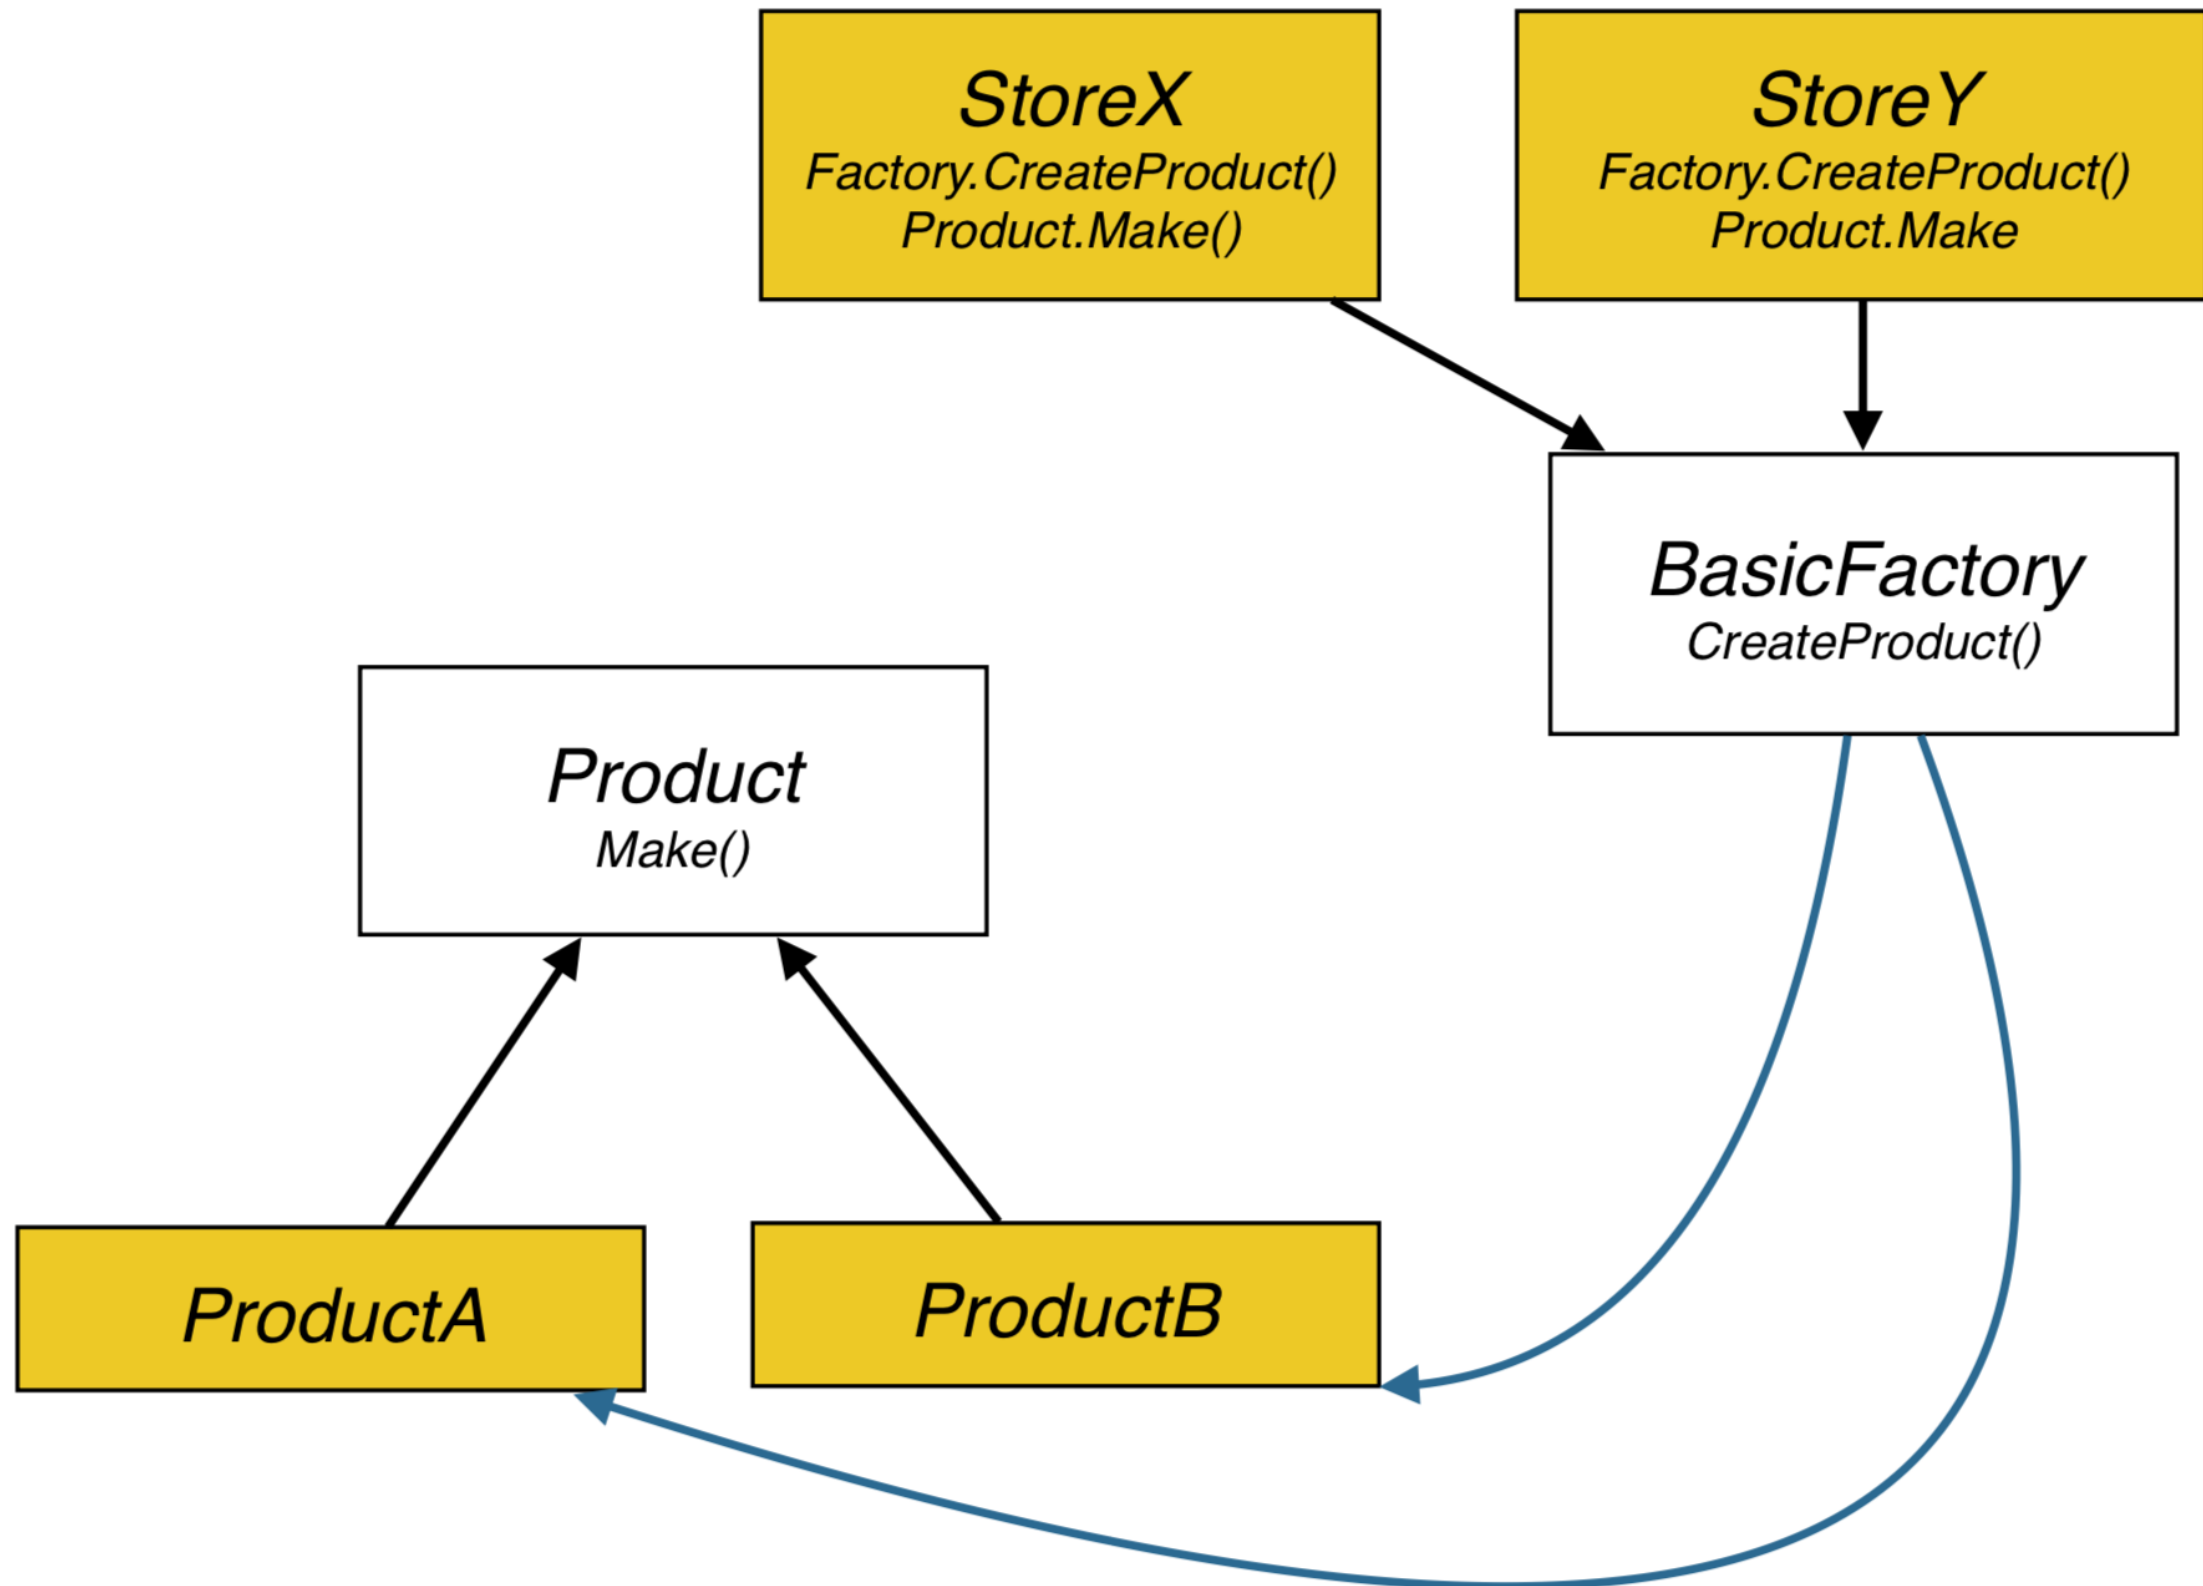 StoreX
Factory.CreateProduct()
Product.Make()
StoreY
Factory.CreateProduct()
Product.Make
BasicFactory
CreateProduct()
Product
Make()
ProductA
ProductB